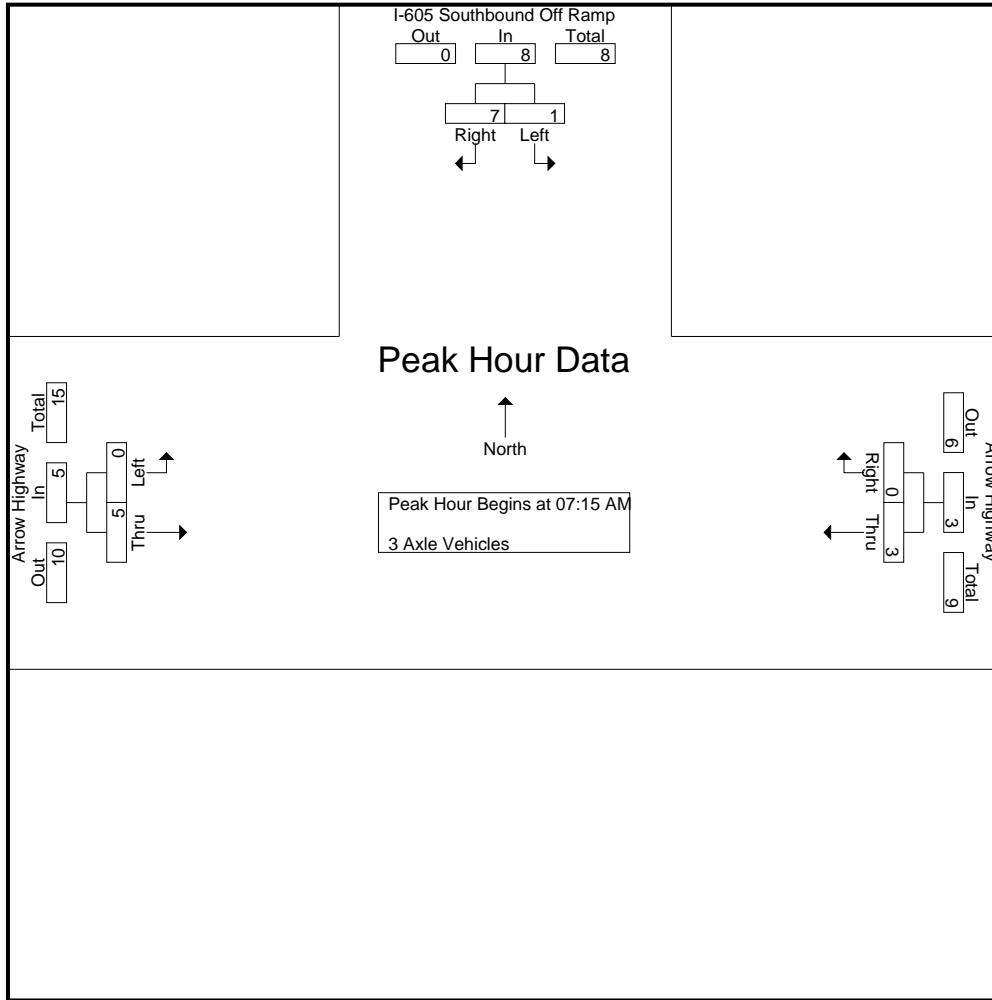 I-605 Southbound Off Ramp
Out In Total
0 8 8
7 1
Right Left
Peak Hour Data
North
Peak Hour Begins at 07:15 AM
3 Axle Vehicles
Arrow Highway
Out In Total
10 5 15
0 5
Left Thru
Arrow Highway
Out In Total
6 3 9
0 3
Right Thru